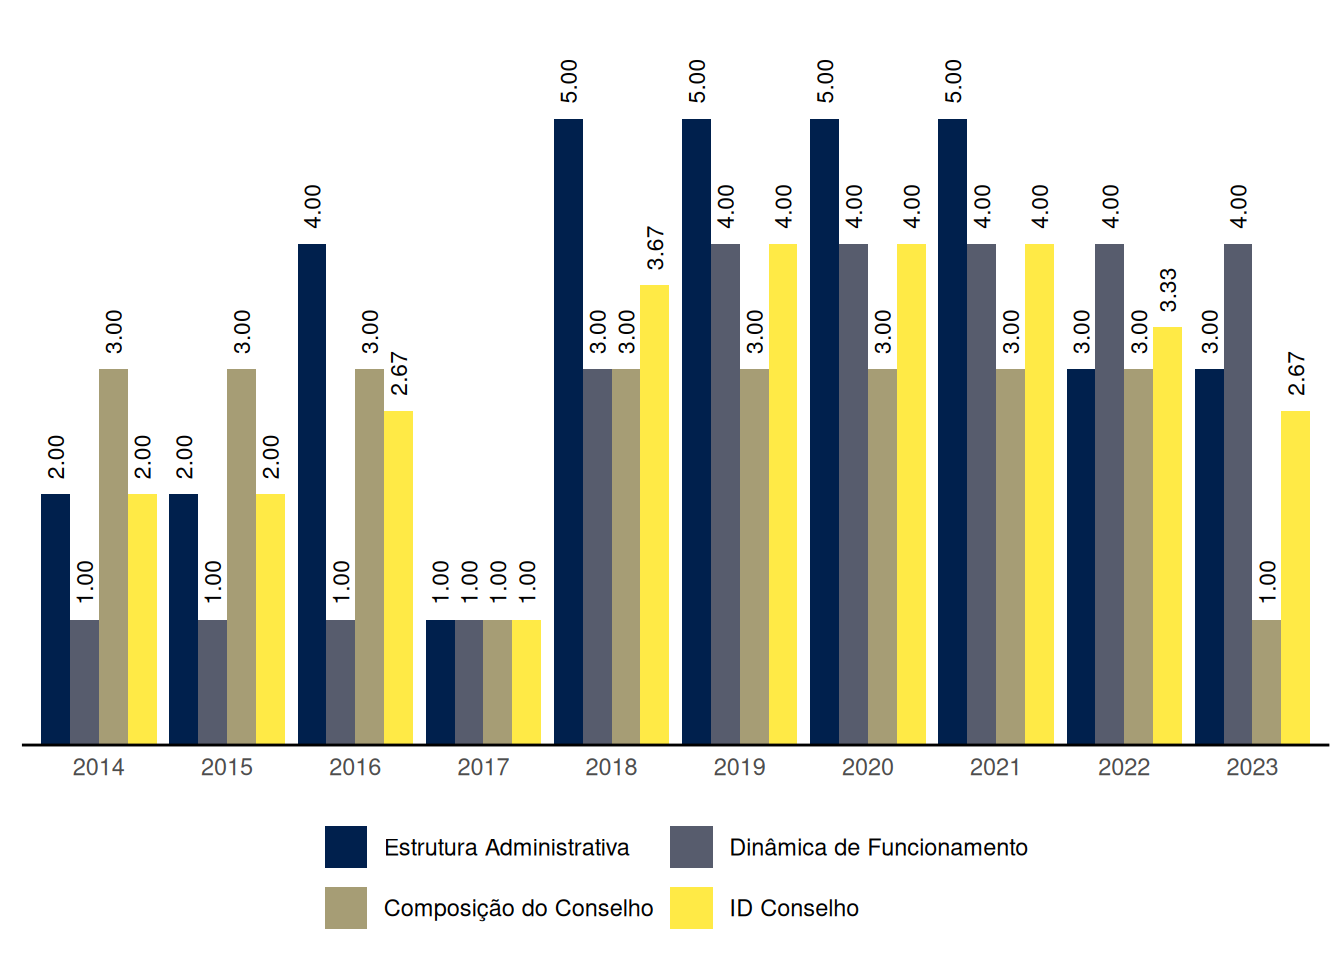 5.00 5.00 5.00 5.00
4.00 4.00 4.00 4.00 4.00 4.00 4.00 4.00 4.00
3.67
3.33
3.00 3.00 3.00 3.00 3.00 3.00 3.00 3.00 3.00 3.00 3.00
2.67 2.67
2.00 2.00 2.00 2.00
1.00 1.00 1.00 1.00 1.00 1.00 1.00 1.00
2014 2015 2016 2017 2018 2019 2020 2021 2022 2023
Estrutura Administrativa Dinâmica de Funcionamento
Composição do Conselho ID Conselho